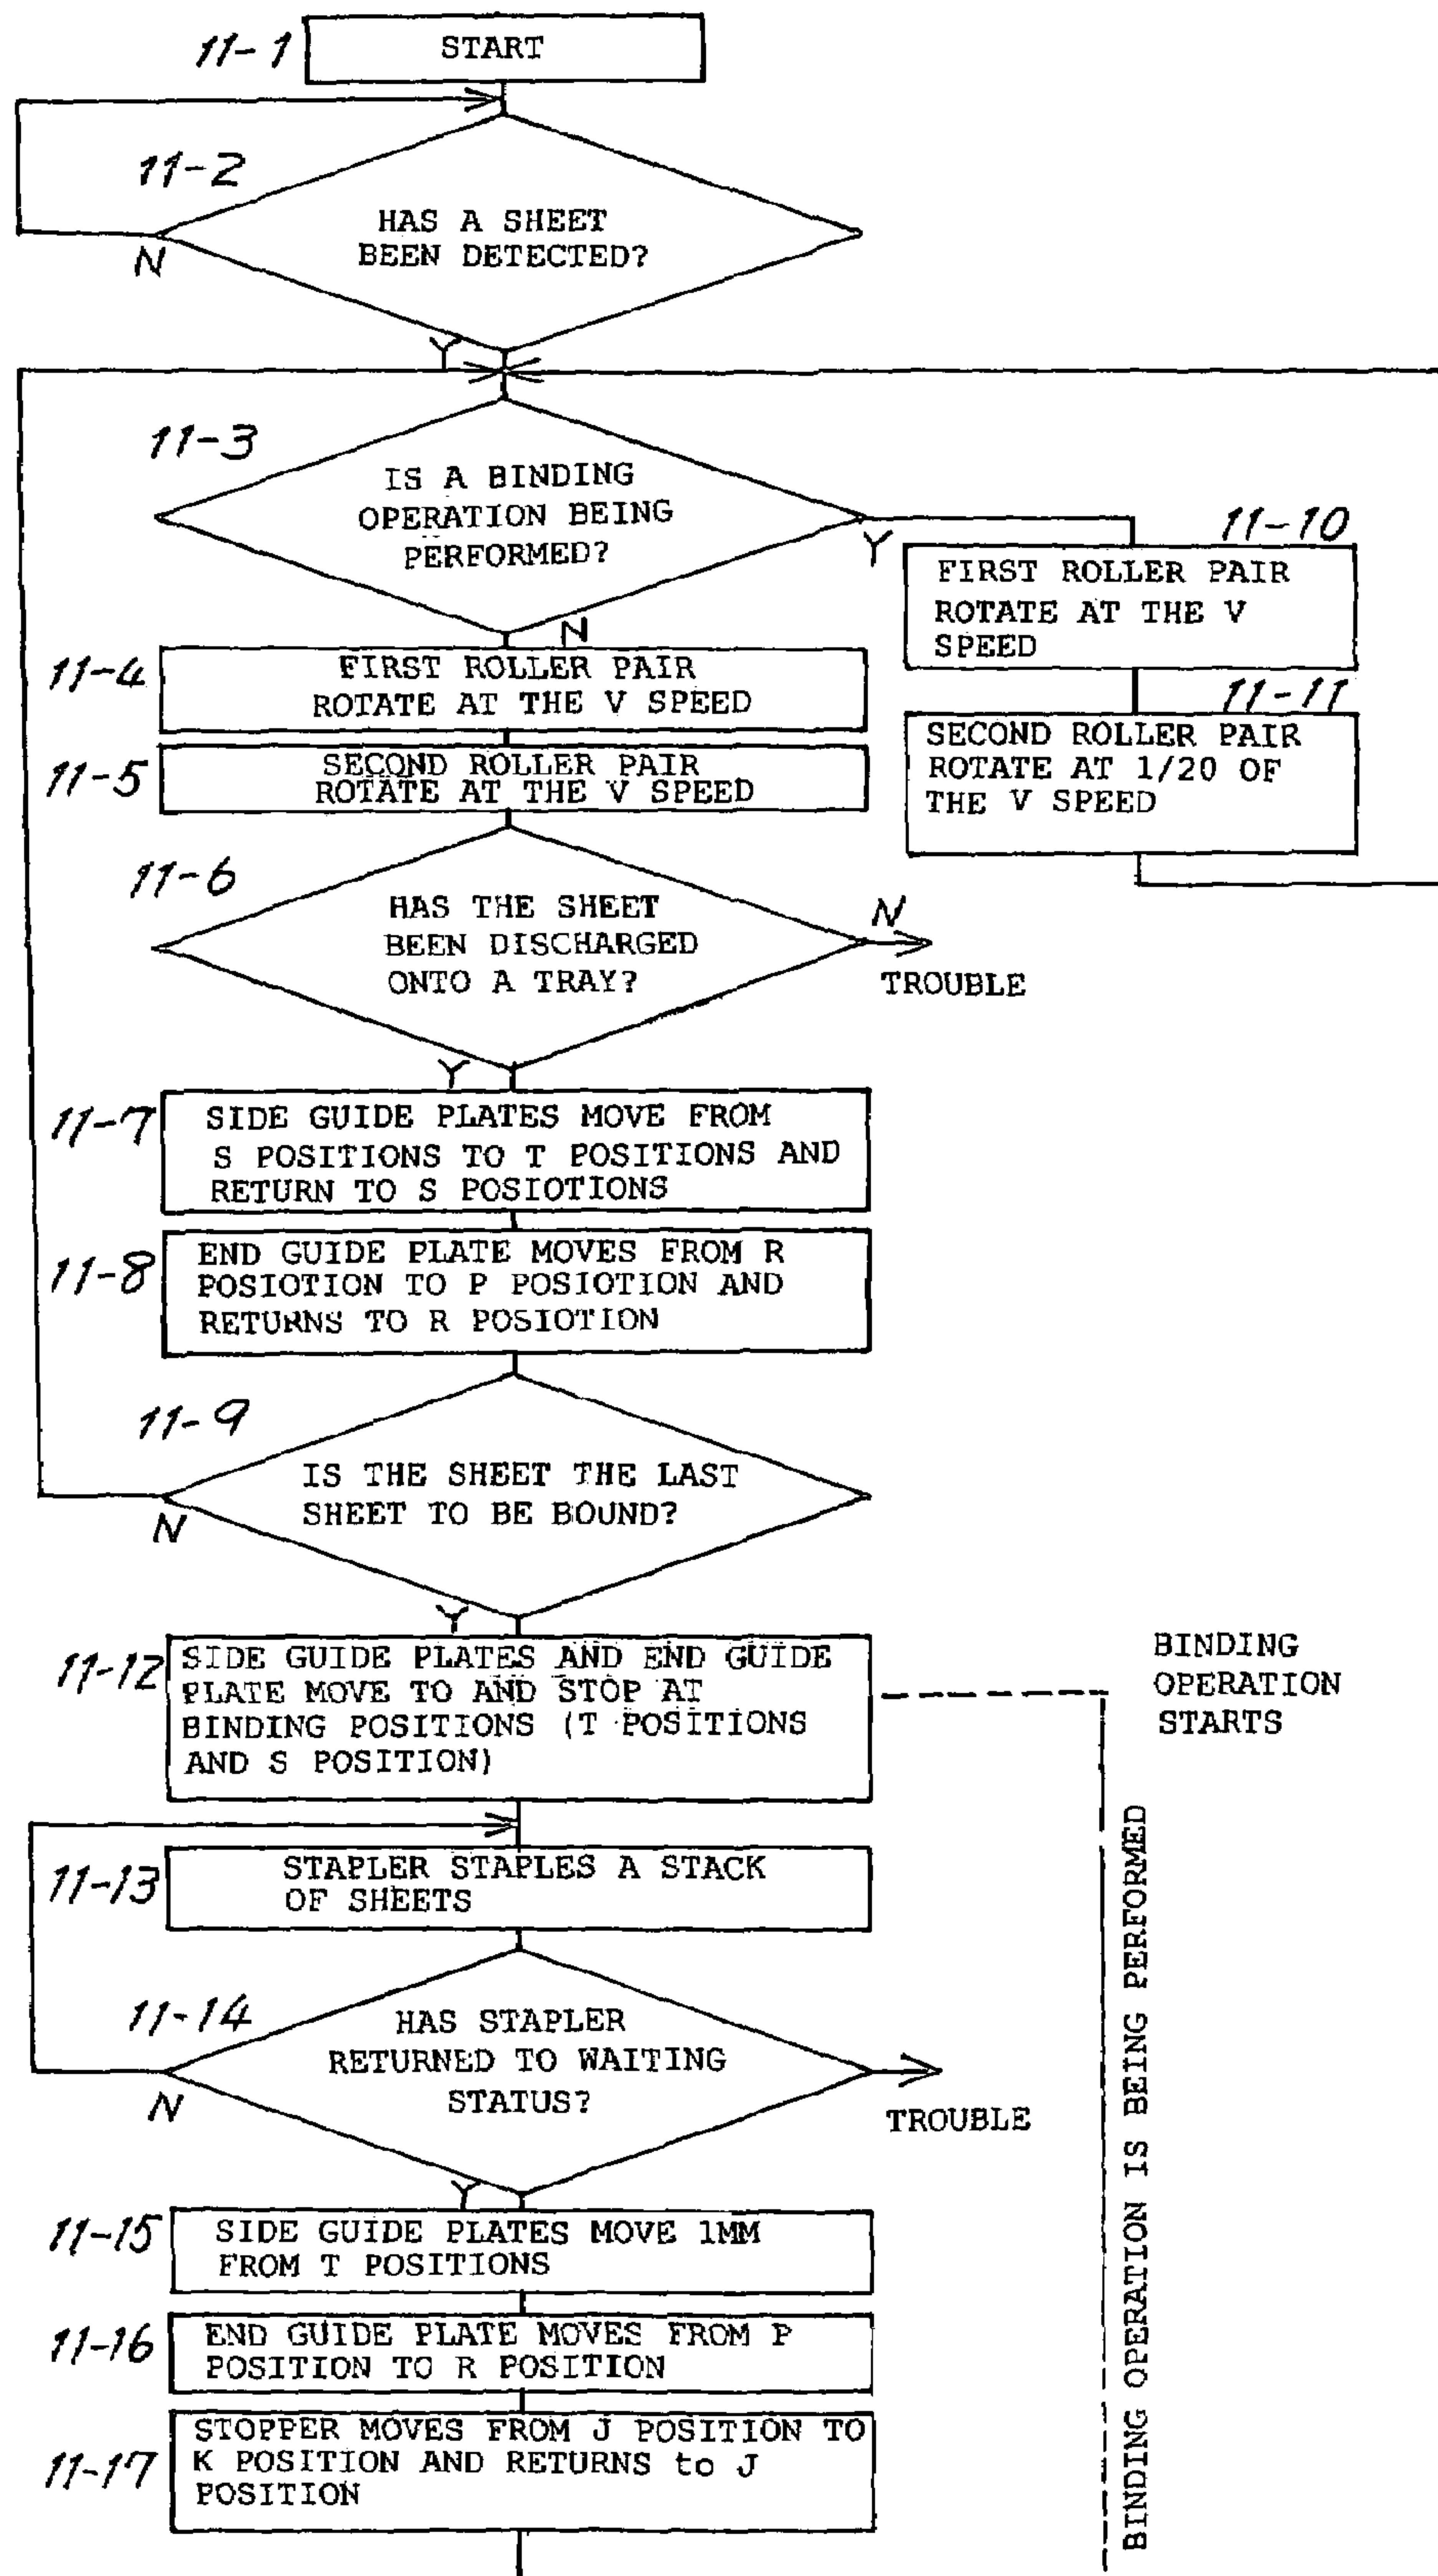 11-1
START
11-2
HAS A SHEET
BEEN DETECTED?
N
Y
11-3
IS A BINDING
OPERATION BEING
PERFORMED?
Y
N
11-10
FIRST ROLLER PAIR
ROTATE AT THE V
SPEED
11-4
FIRST ROLLER PAIR
ROTATE AT THE V SPEED
11-11
SECOND ROLLER PAIR
ROTATE AT 1/20 OF
THE V SPEED
11-5
SECOND ROLLER PAIR
ROTATE AT THE V SPEED
11-6
HAS THE SHEET
BEEN DISCHARGED
ONTO A TRAY?
N
TROUBLE
Y
11-7
SIDE GUIDE PLATES MOVE FROM
S POSITIONS TO T POSITIONS AND
RETURN TO S POSIOTIONS
11-8
END GUIDE PLATE MOVES FROM R
POSIOTION TO P POSIOTION AND
RETURNS TO R POSIOTION
11-9
IS THE SHEET THE LAST
SHEET TO BE BOUND?
N
Y
11-12
SIDE GUIDE PLATES AND END GUIDE
PLATE MOVE TO AND STOP AT
BINDING POSITIONS (T POSITIONS
AND S POSITION)
BINDING
OPERATION
STARTS
11-13
STAPLER STAPLES A STACK
OF SHEETS
11-14
HAS STAPLER
RETURNED TO WAITING
STATUS?
N
TROUBLE
Y
11-15
SIDE GUIDE PLATES MOVE 1MM
FROM T POSITIONS
11-16
END GUIDE PLATE MOVES FROM P
POSITION TO R POSITION
11-17
STOPPER MOVES FROM J POSITION TO
K POSITION AND RETURNS to J
POSITION
BINDING OPERATION IS BEING PERFORMED